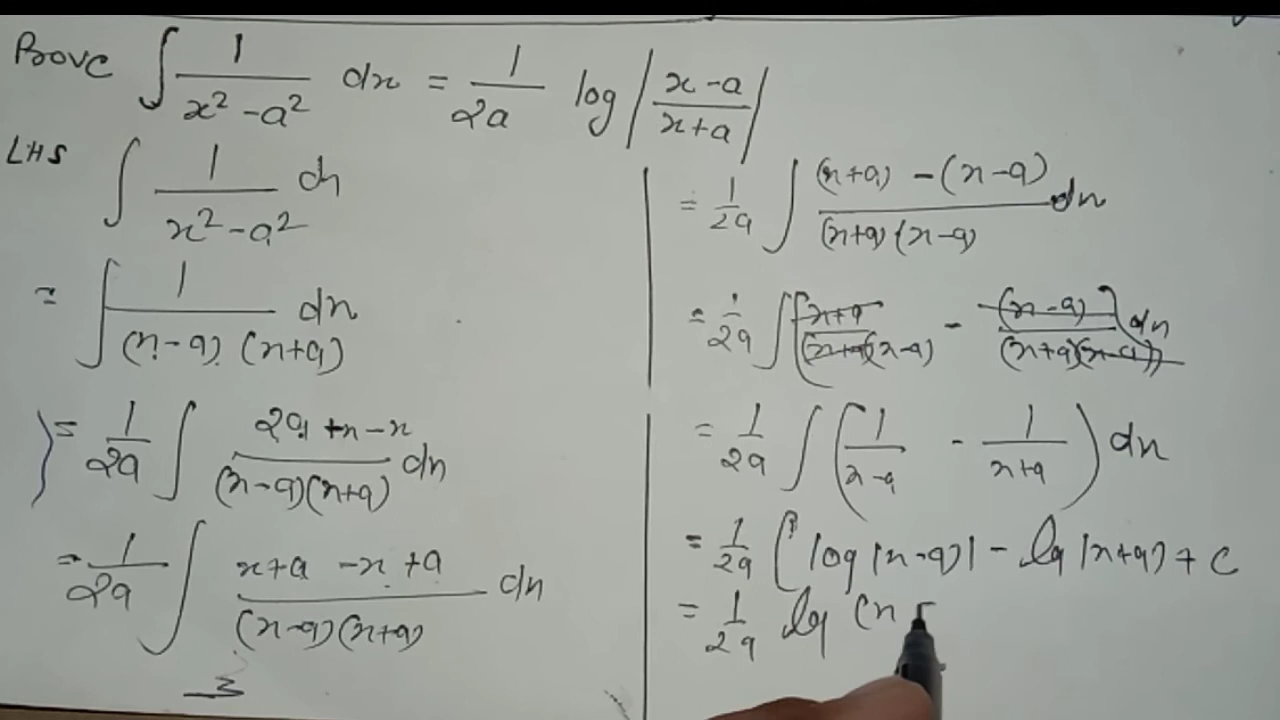 Prove ∫ 1/(x² - a²) dx = 1/2a log |(x - a)/(x + a)|
LHS ∫ 1/(x² - a²) dx
= ∫ 1/((x - a)(x + a)) dx
= 1/2a ∫ (2a + x - x)/((x - a)(x + a)) dx
= 1/2a ∫ (x + a - x + a)/((x - a)(x + a)) dx
= 1/2a ∫ ((x + a) - (x - a))/((x + a)(x - a)) dx
= 1/2a ∫ ((x + a)/((x + a)(x - a)) - (x - a)/((x + a)(x - a))) dx
= 1/2a ∫ (1/(x - a) - 1/(x + a)) dx
= 1/2a [log |x - a| - log |x + a| + C
= 1/2a log (x -